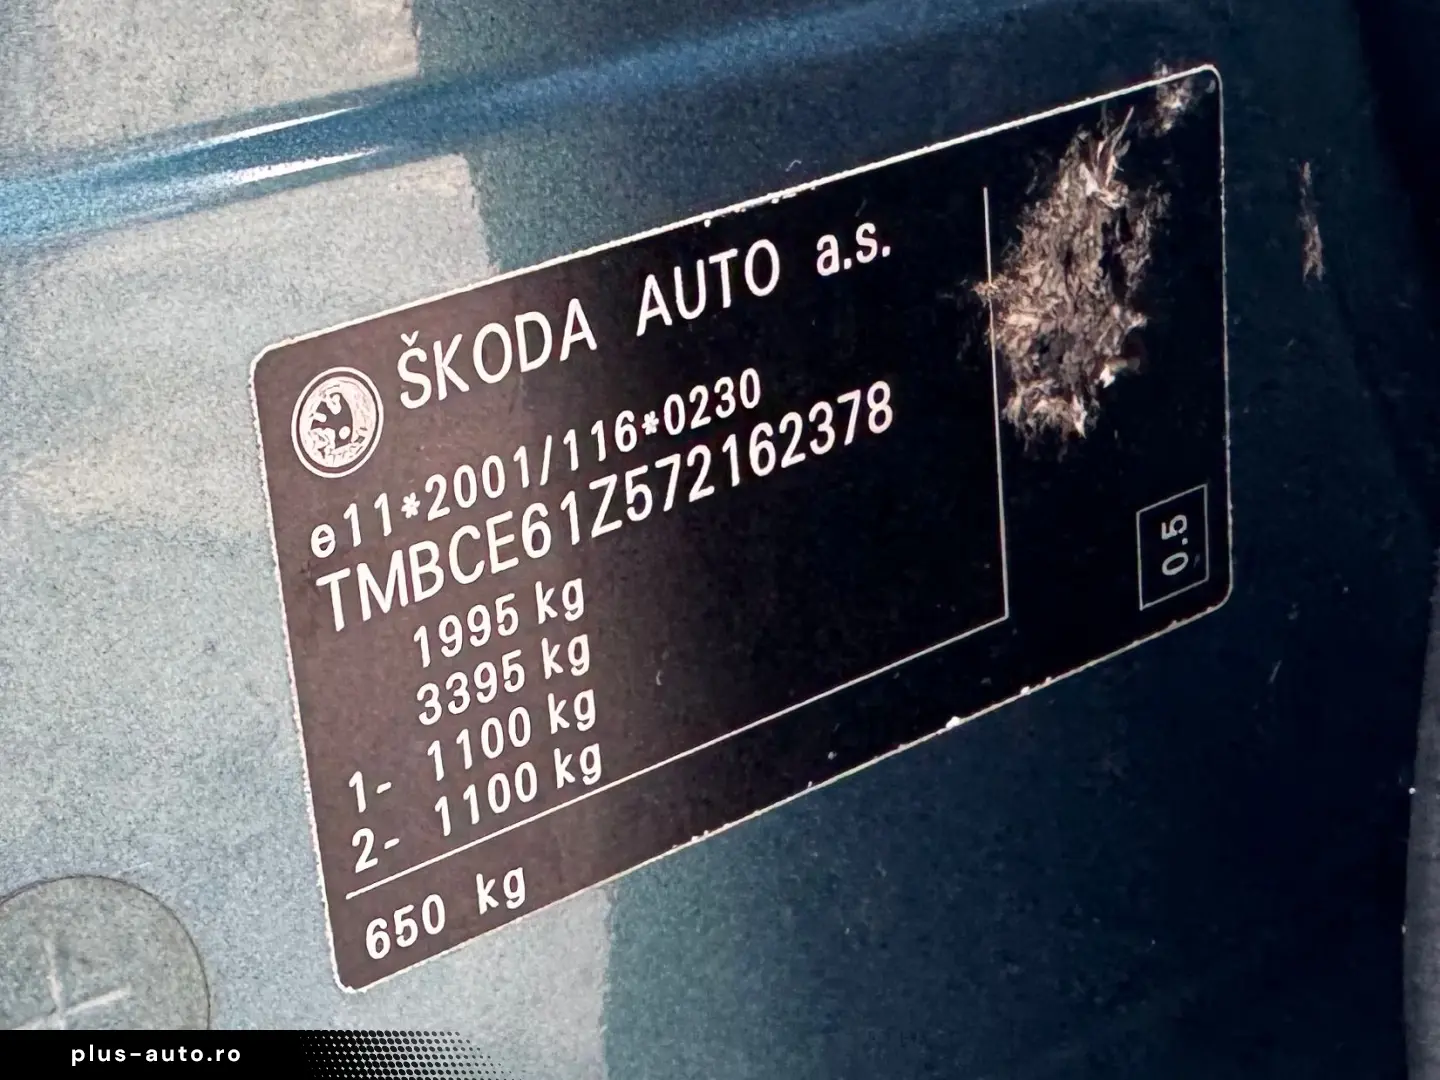 ŠKODA AUTO a.s.
e11*2001/116*0230
TMBCE61Z572162378
1995 kg
3395 kg
1- 1100 kg
2- 1100 kg
650 kg
0.5
plus-auto.ro